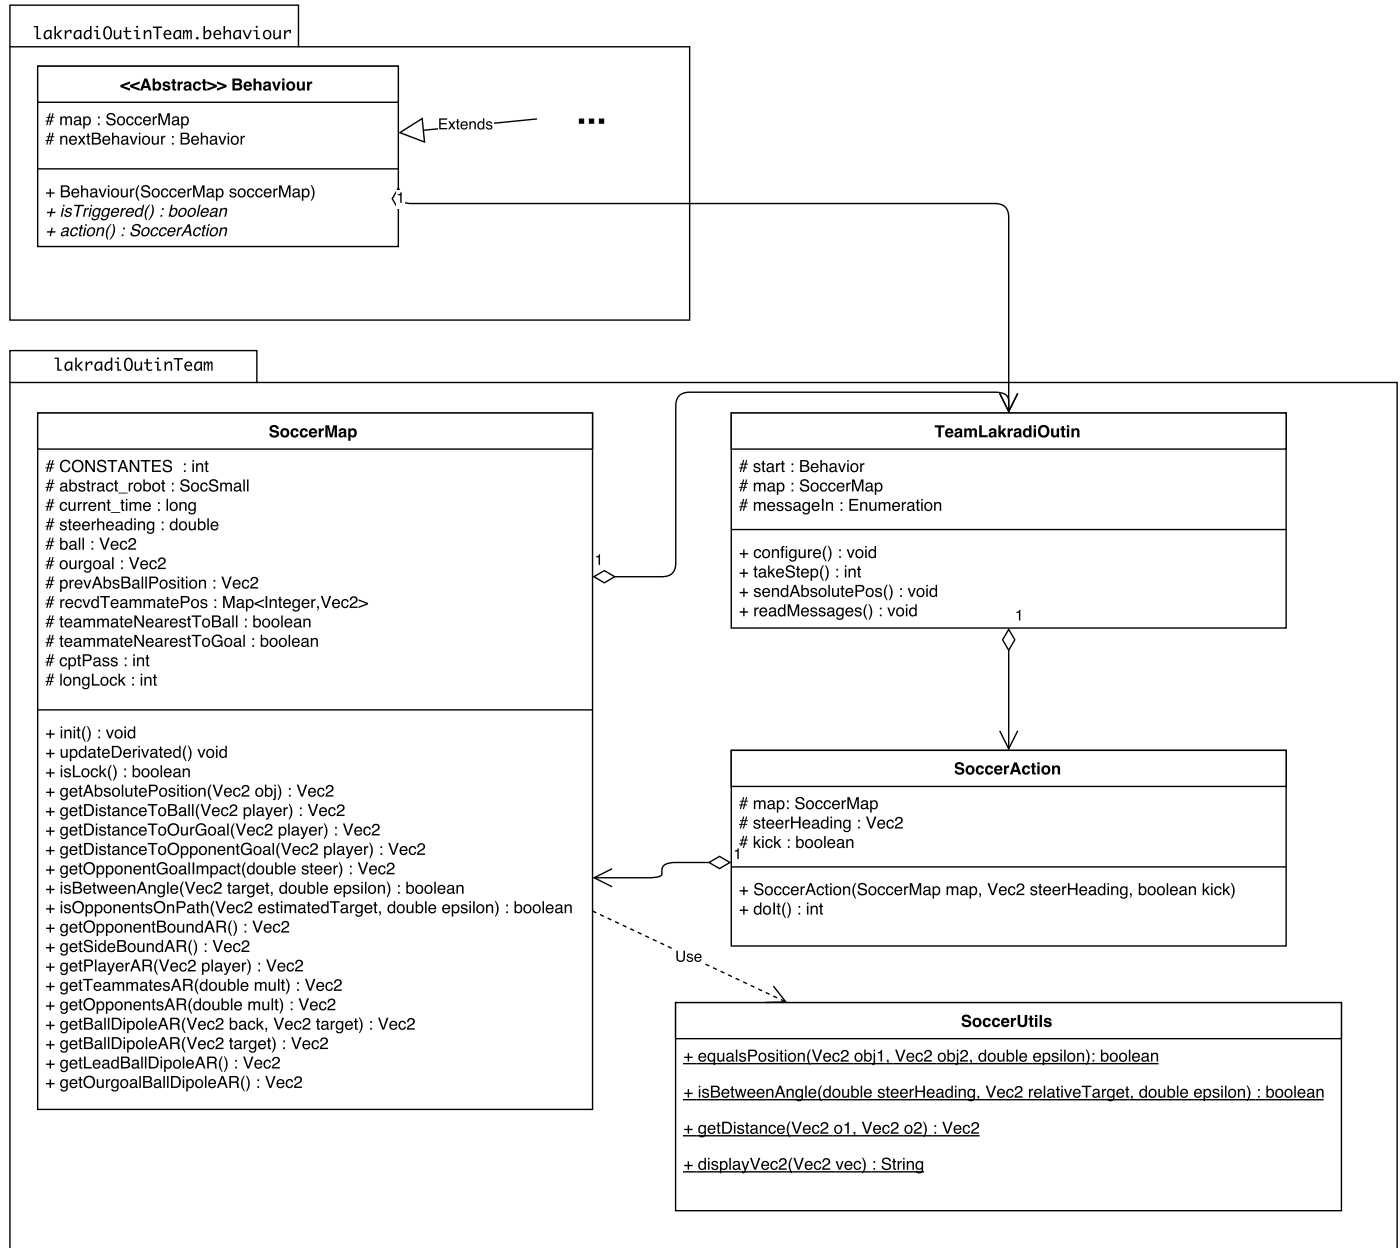 lakradiOutinTeam.behaviour
<<Abstract>> Behaviour
# map : SoccerMap
# nextBehaviour : Behavior
+ Behaviour(SoccerMap soccerMap)
+ isTriggered() : boolean
+ action() : SoccerAction
Extends
...
1
lakradiOutinTeam
SoccerMap
# CONSTANTES : int
# abstract_robot : SocSmall
# current_time : long
# steerheading : double
# ball : Vec2
# ourgoal : Vec2
# prevAbsBallPosition : Vec2
# recvdTeammatePos : Map<Integer,Vec2>
# teammateNearestToBall : boolean
# teammateNearestToGoal : boolean
# cptPass : int
# longLock : int
+ init() : void
+ updateDerivated() void
+ isLock() : boolean
+ getAbsolutePosition(Vec2 obj) : Vec2
+ getDistanceToBall(Vec2 player) : Vec2
+ getDistanceToOurGoal(Vec2 player) : Vec2
+ getDistanceToOpponentGoal(Vec2 player) : Vec2
+ getOpponentGoalImpact(double steer) : Vec2
+ isBetweenAngle(Vec2 target, double epsilon) : boolean
+ isOpponentsOnPath(Vec2 estimatedTarget, double epsilon) : boolean
+ getOpponentBoundAR() : Vec2
+ getSideBoundAR() : Vec2
+ getPlayerAR(Vec2 player) : Vec2
+ getTeammatesAR(double mult) : Vec2
+ getOpponentsAR(double mult) : Vec2
+ getBallDipoleAR(Vec2 back, Vec2 target) : Vec2
+ getBallDipoleAR(Vec2 target) : Vec2
+ getLeadBallDipoleAR() : Vec2
+ getOurgoalBallDipoleAR() : Vec2
1
TeamLakradiOutin
# start : Behavior
# map : SoccerMap
# messageIn : Enumeration
+ configure() : void
+ takeStep() : int
+ sendAbsolutePos() : void
+ readMessages() : void
1
SoccerAction
# map: SoccerMap
# steerHeading : Vec2
# kick : boolean
1
+ SoccerAction(SoccerMap map, Vec2 steerHeading, boolean kick)
+ doIt() : int
Use
SoccerUtils
+ equalsPosition(Vec2 obj1, Vec2 obj2, double epsilon): boolean
+ isBetweenAngle(double steerHeading, Vec2 relativeTarget, double epsilon) : boolean
+ getDistance(Vec2 o1, Vec2 o2) : Vec2
+ displayVec2(Vec2 vec) : String